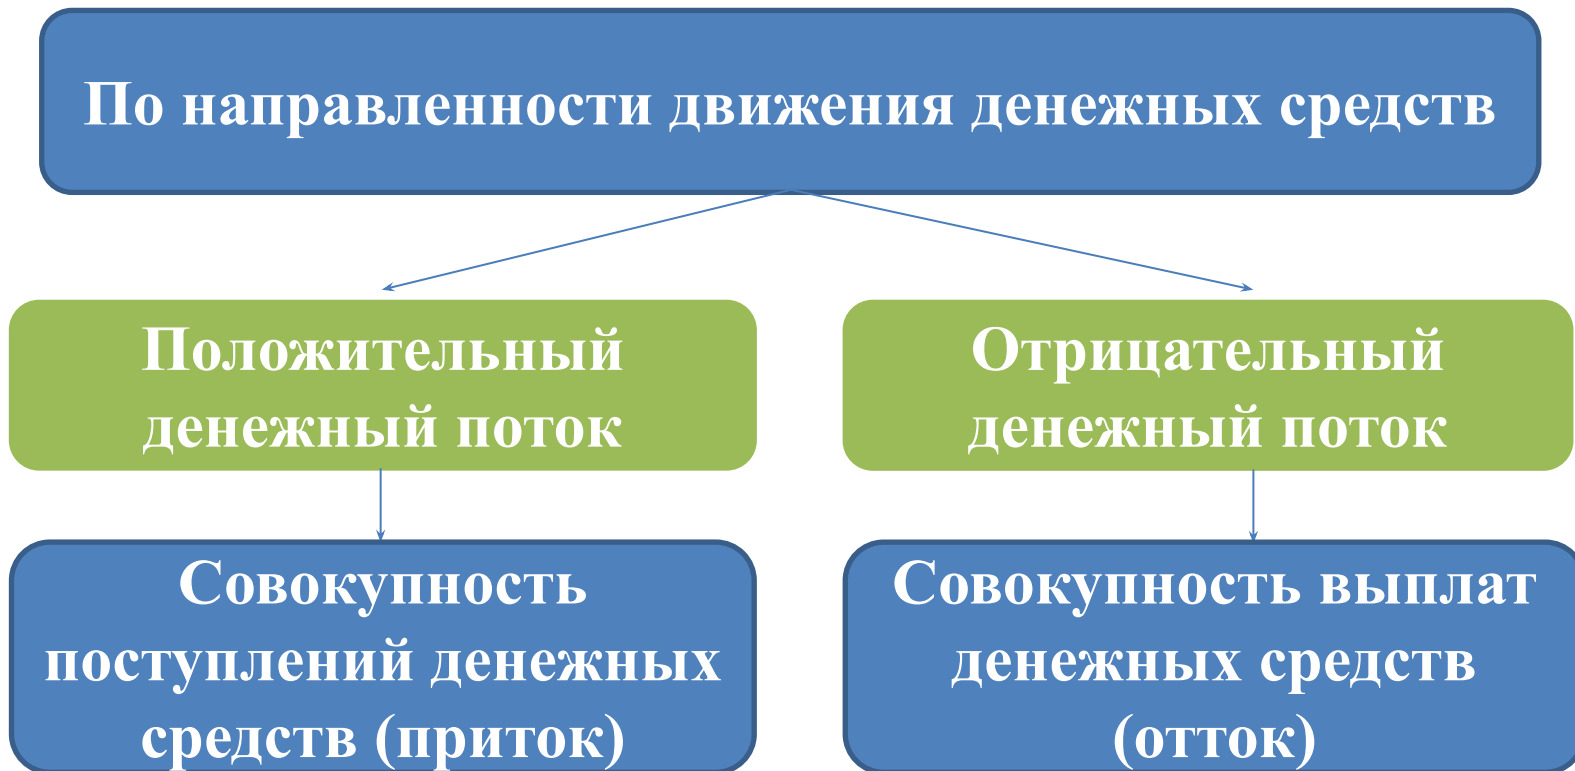 По направленности движения денежных средств
Положительный
денежный поток
Отрицательный
денежный поток
Совокупность
поступлений денежных
средств (приток)
Совокупность выплат
денежных средств
(отток)